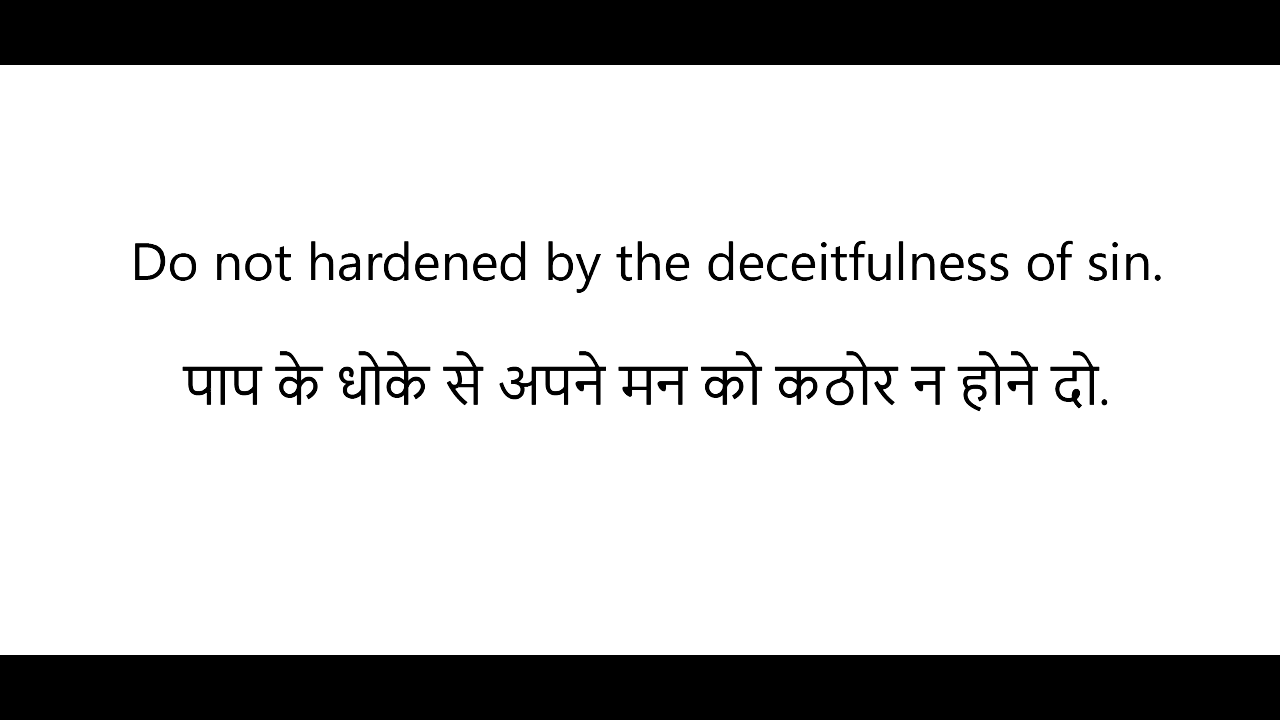 Do not hardened by the deceitfulness of sin.
पाप के धोके से अपने मन को कठोर न होने दो.